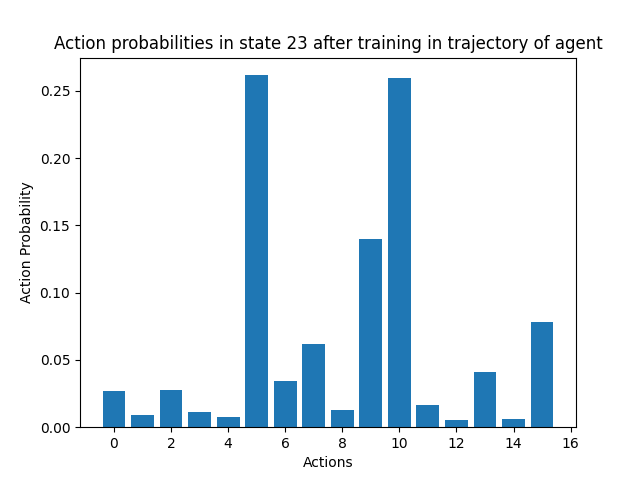 Action probabilities in state 23 after training in trajectory of agent
Action Probability
0.25
0.20
0.15
0.10
0.05
0.00
0 2 4 6 8 10 12 14 16
Actions